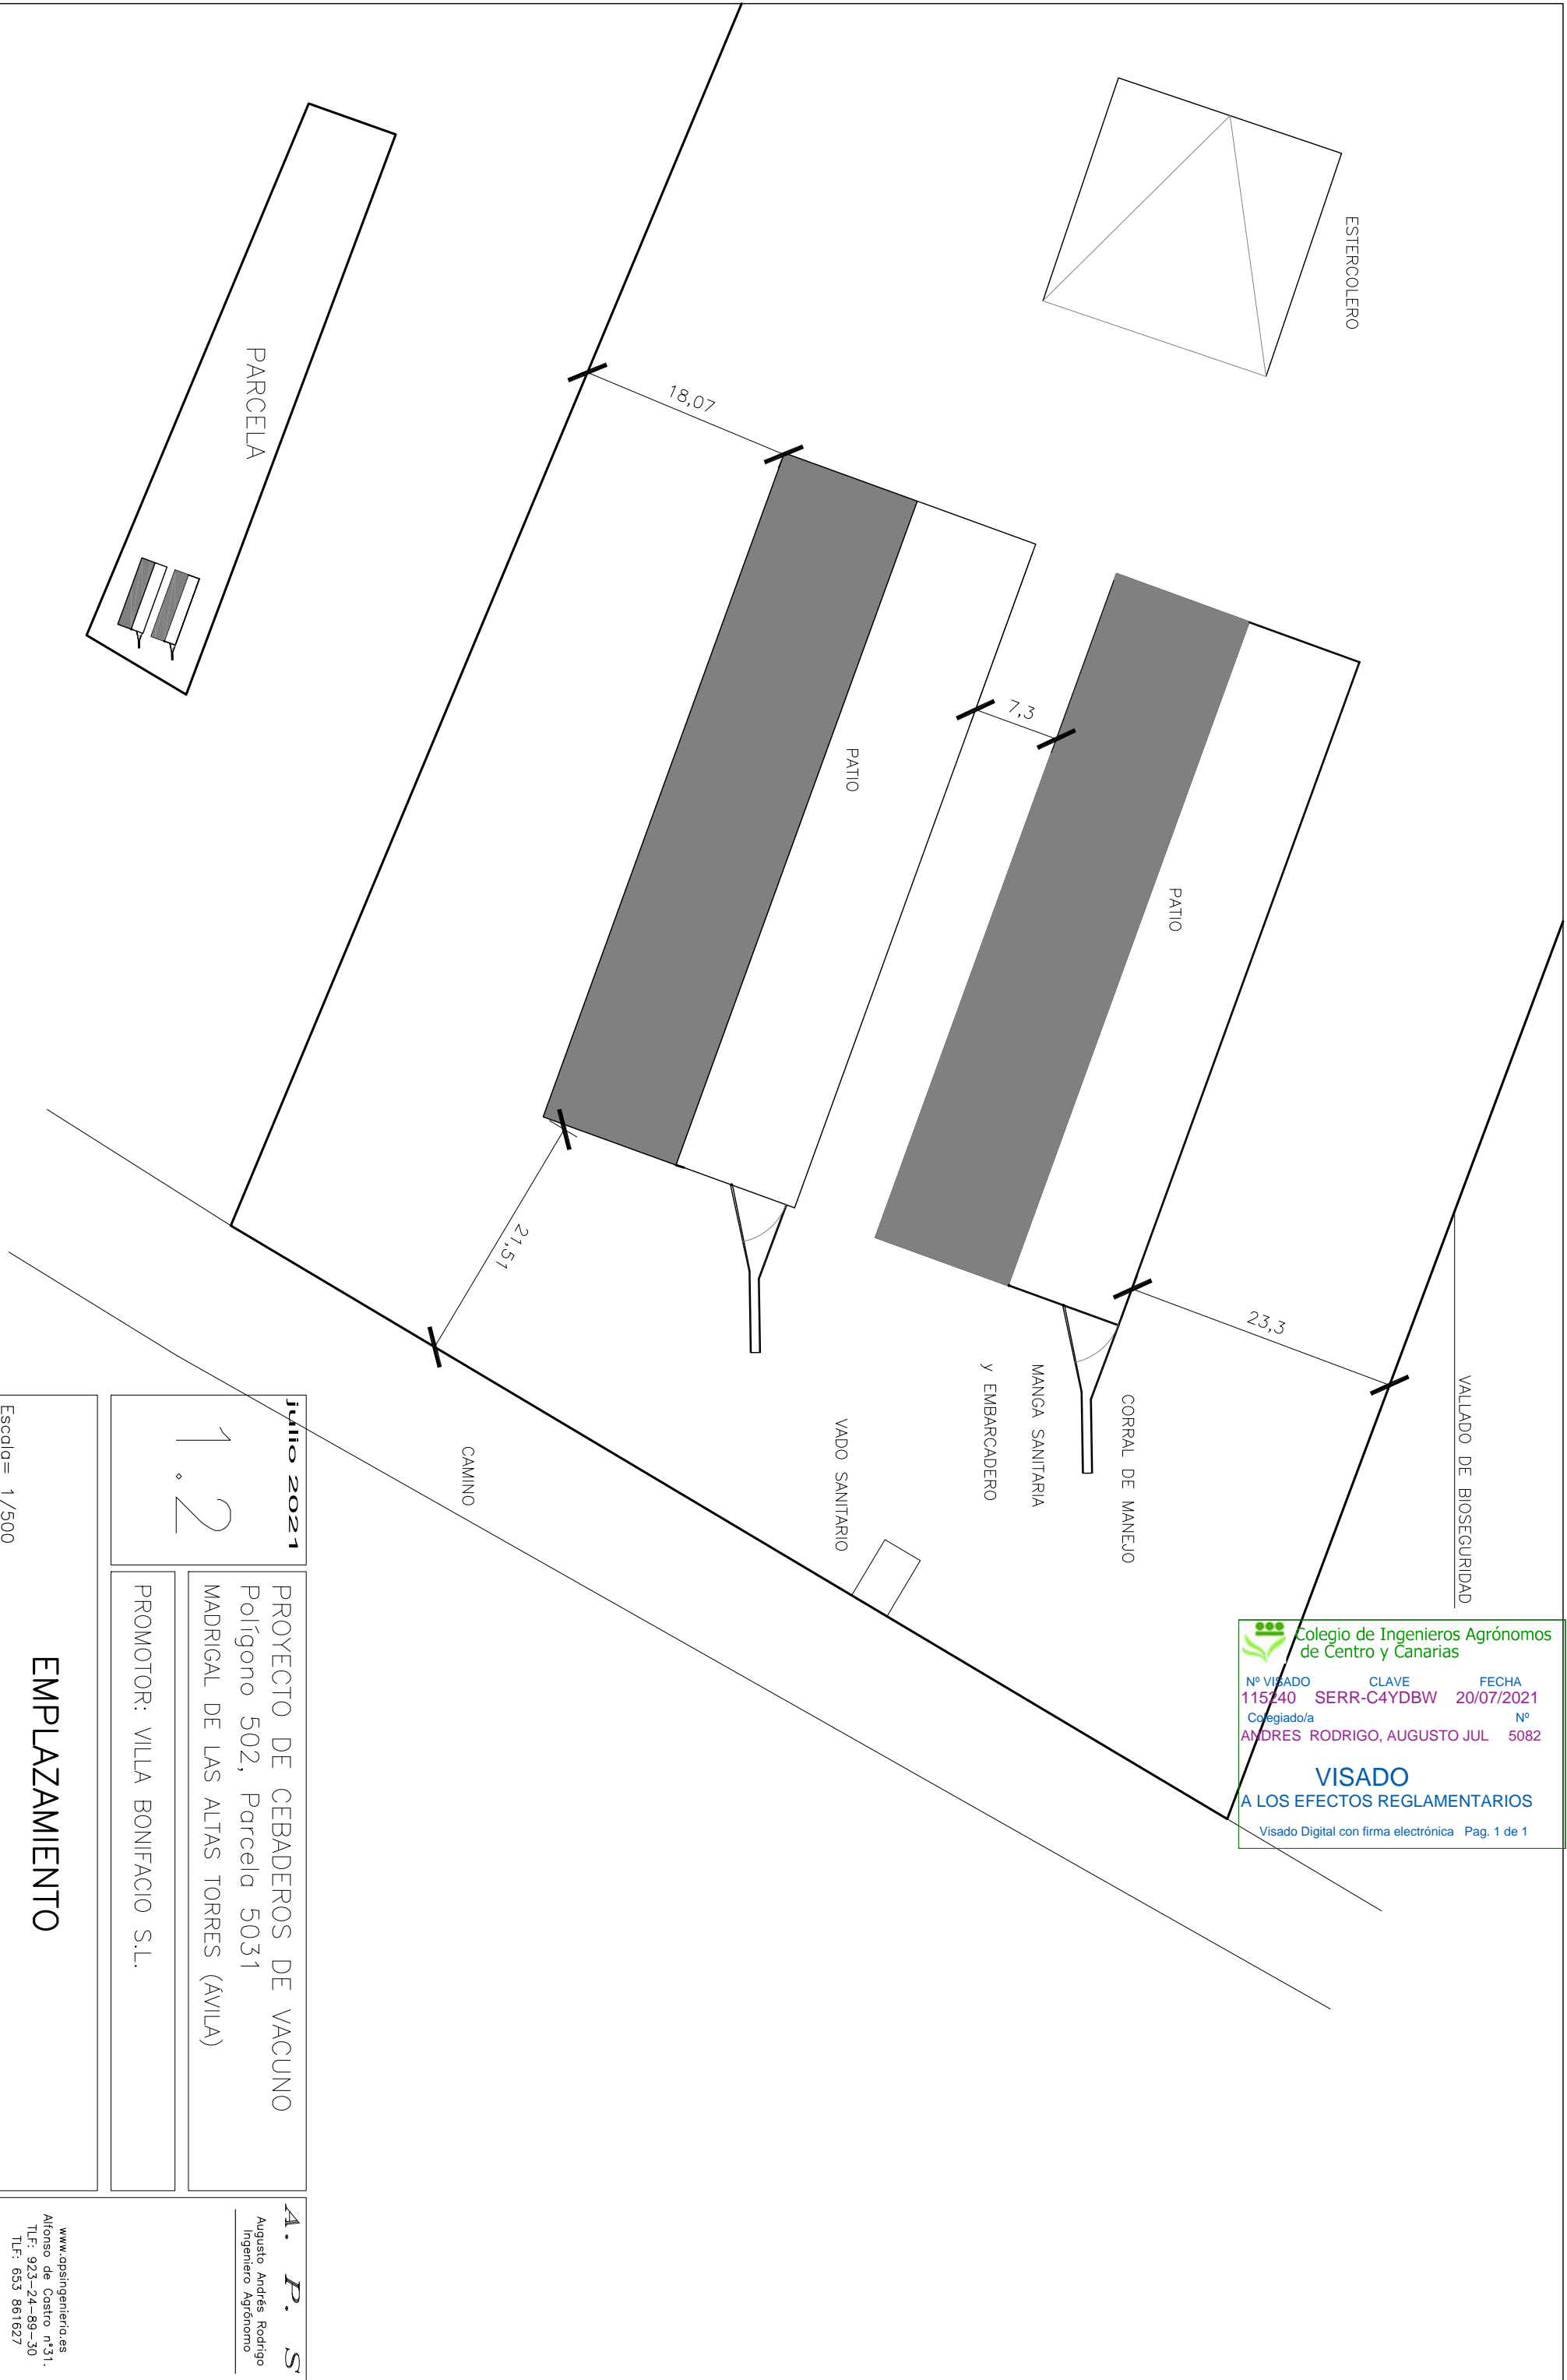 ESTERCOLERO
18,07
PARCELA
7,3
PATIO
PATIO
21,51
23,3
VALLADO DE BIOSEGURIDAD
CORRAL DE MANEJO
MANGA SANITARIA
y EMBARCADERO
VADO SANITARIO
CAMINO
Colegio de Ingenieros Agrónomos
de Centro y Canarias
Nº VISADO CLAVE FECHA
115240 SERR-C4YDBW 20/07/2021
Colegiado/a Nº
ANDRES RODRIGO, AUGUSTO JUL 5082
VISADO
A LOS EFECTOS REGLAMENTARIOS
Visado Digital con firma electrónica Pag. 1 de 1
julio 2021
1.2
PROYECTO DE CEBADEROS DE VACUNO
Polígono 502, Parcela 5031
MADRIGAL DE LAS ALTAS TORRES (ÁVILA)
PROMOTOR: VILLA BONIFACIO S.L.
EMPLAZAMIENTO
Escala= 1/500
A. P. S
Augusto Andrés Rodrigo
Ingeniero Agrónomo
www.apsingenieria.es
Alfonso de Castro nº31.
TLF: 923-24-89-30
TLF: 653 861627